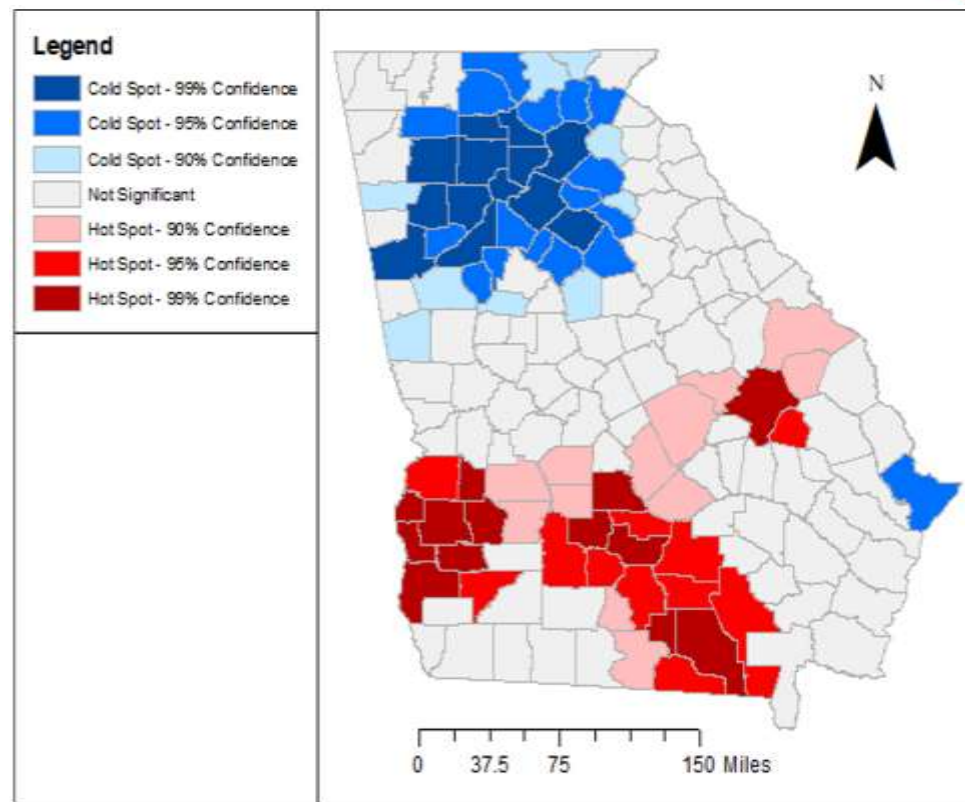 Legend
Cold Spot - 99% Confidence
Cold Spot - 95% Confidence
Cold Spot - 90% Confidence
Not Significant
Hot Spot - 90% Confidence
Hot Spot - 95% Confidence
Hot Spot - 99% Confidence
N
0 37.5 75 150 Miles